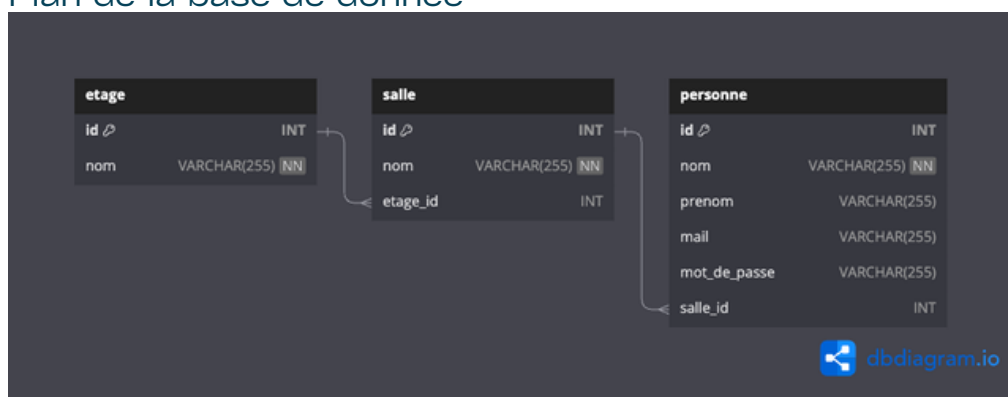 Plan de la base de donnée
etage
id INT
nom VARCHAR(255) NN
salle
id INT
nom VARCHAR(255) NN
etage_id INT
personne
id INT
nom VARCHAR(255) NN
prenom VARCHAR(255)
mail VARCHAR(255)
mot_de_passe VARCHAR(255)
salle_id INT
dbdiagram.io